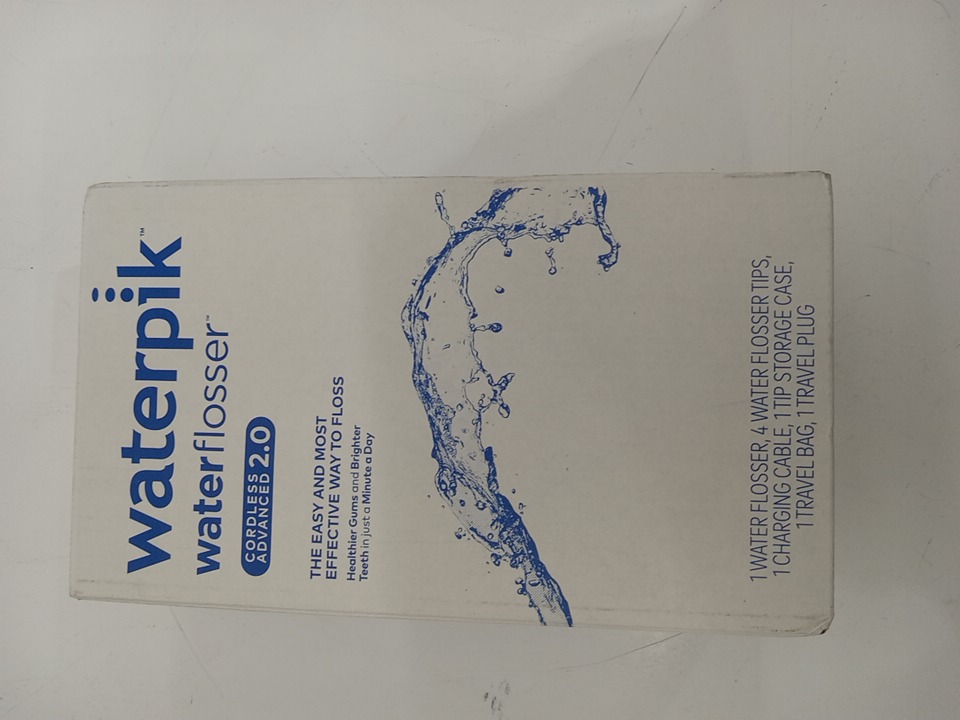 waterpik™
waterflosser™
CORDLESS
ADVANCED 2.0
THE EASY AND MOST
EFFECTIVE WAY TO FLOSS
Healthier Gums and Brighter
Teeth in just a Minute a Day
1 WATER FLOSSER, 4 WATER FLOSSER TIPS,
1 CHARGING CABLE, 1 TIP STORAGE CASE,
1 TRAVEL BAG, 1 TRAVEL PLUG